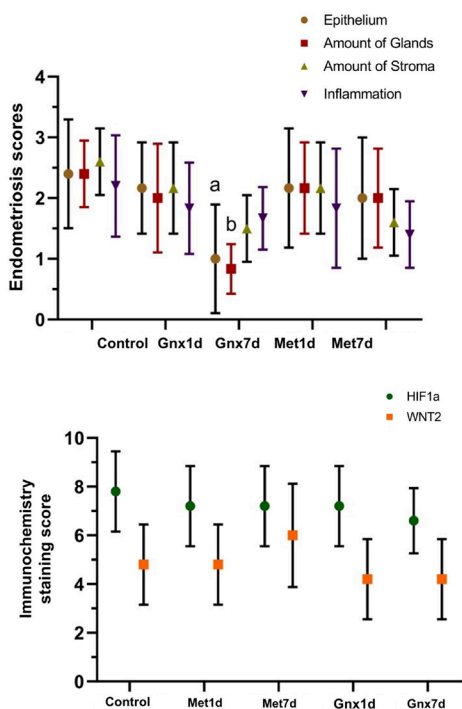 Epithelium
Amount of Glands
Amount of Stroma
Inflammation
Endometriosis scores
4
3
2
1
0
a
b
Control Gnx1d Gnx7d Met1d Met7d
HIF1a
WNT2
Immunochemistry
staining score
10
8
6
4
2
0
Control Met1d Met7d Gnx1d Gnx7d